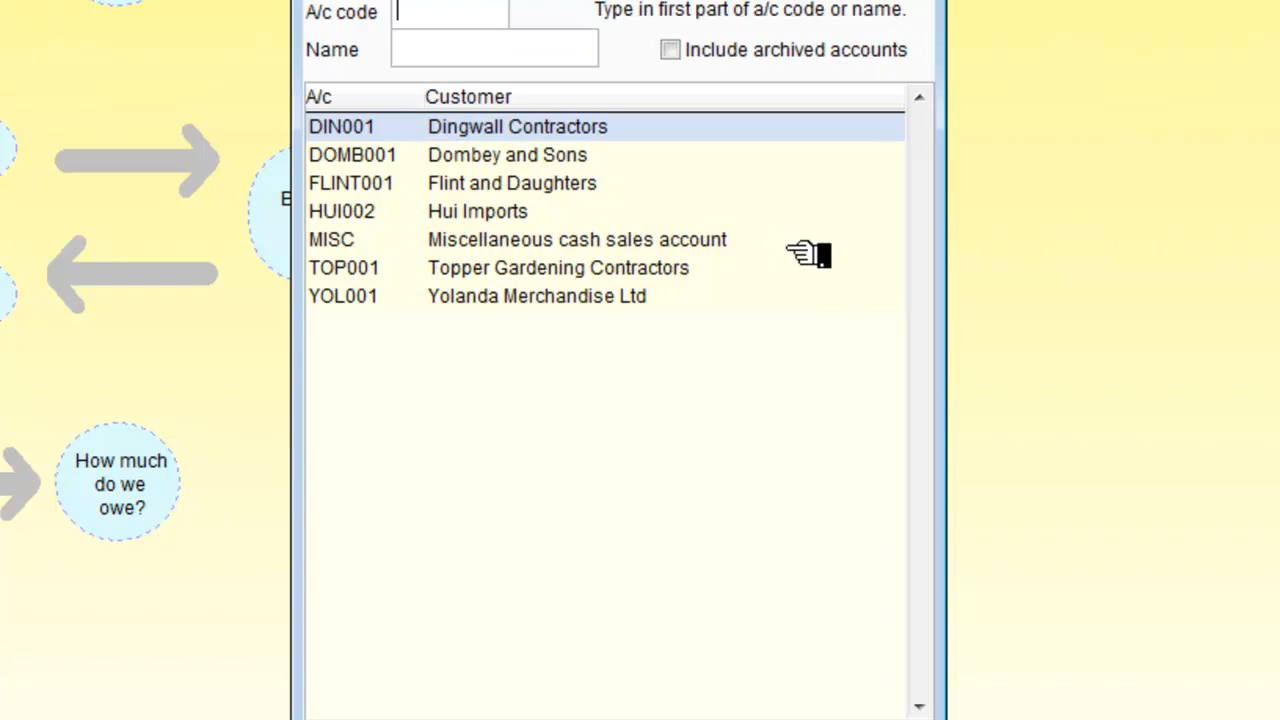 A/c code
Type in first part of a/c code or name.
Name
Include archived accounts
A/c Customer
DIN001 Dingwall Contractors
DOMB001 Dombey and Sons
FLINT001 Flint and Daughters
HUI002 Hui Imports
MISC Miscellaneous cash sales account
TOP001 Topper Gardening Contractors
YOL001 Yolanda Merchandise Ltd
How much
do we
owe?